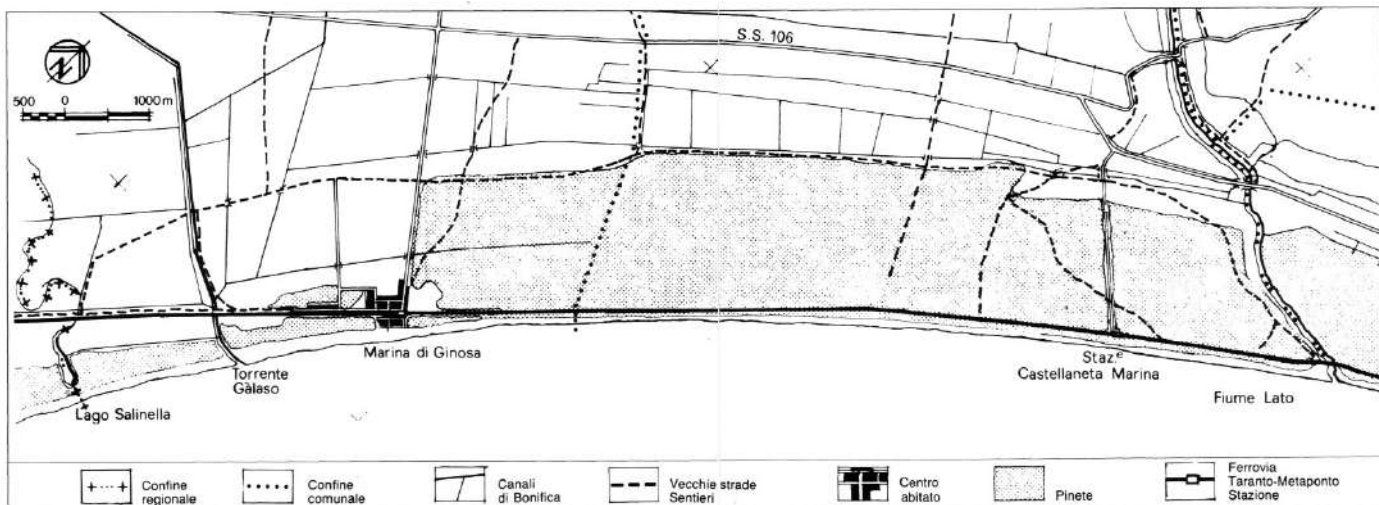 S.S. 106
N
500 0 1000 m
Marina di Ginosa
Torrente
Gàlaso
Lago Salinella
Staz.e
Castellaneta Marina
Fiume Lato
Confine
regionale
Confine
comunale
Canali
di Bonifica
Vecchie strade
Sentieri
Centro
abitato
Pinete
Ferrovia
Taranto-Metaponto
Stazione